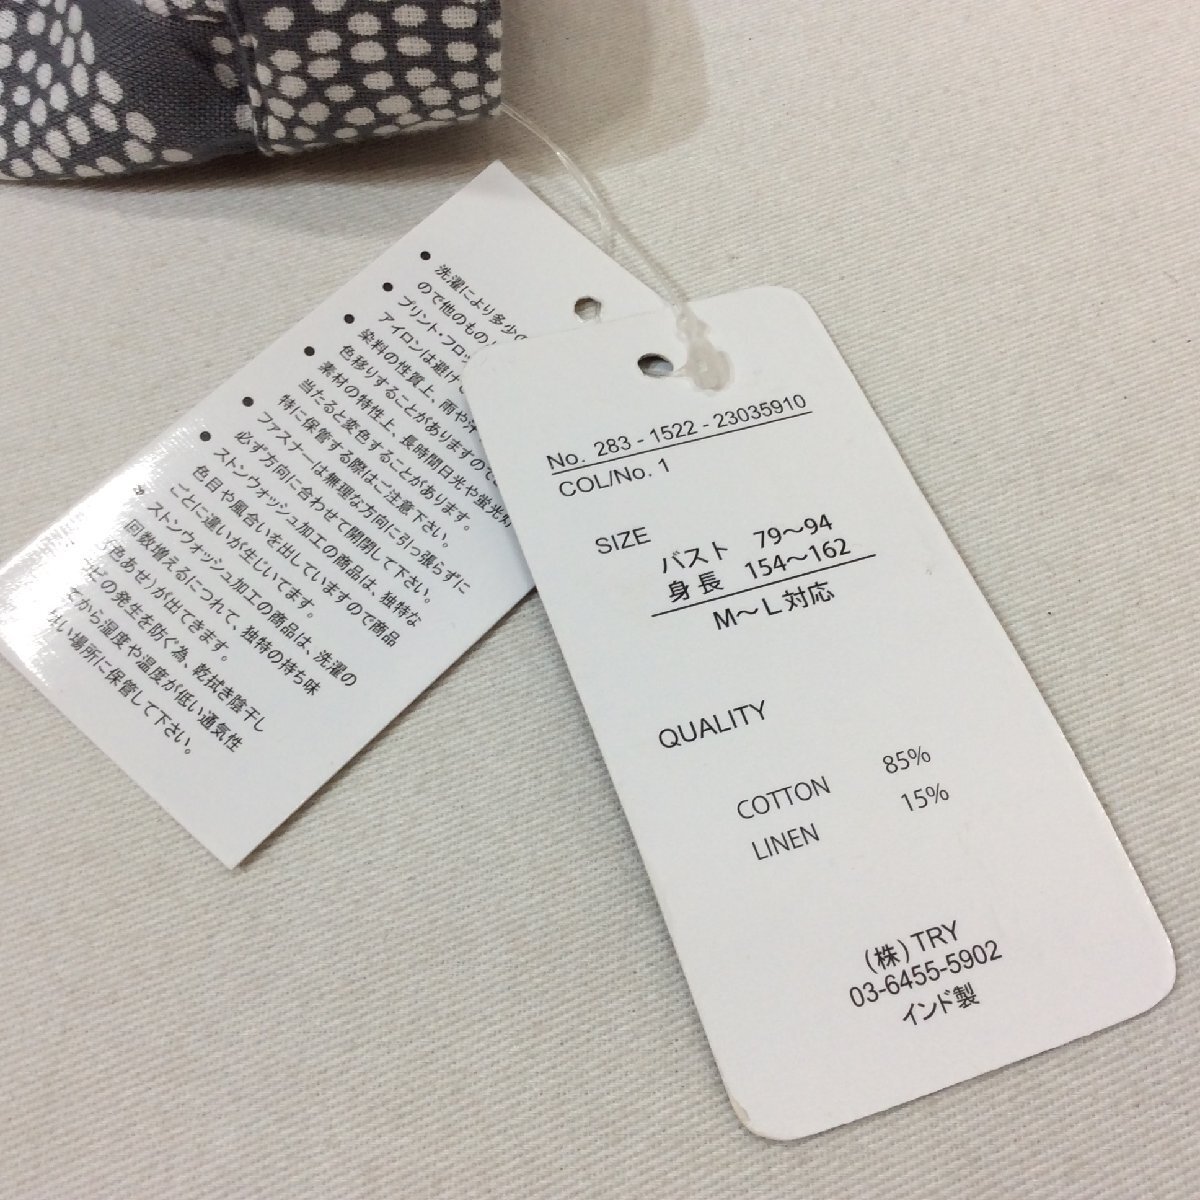 No. 283 - 1522 - 23035910
COL/No. 1
SIZE
バスト 79～94
身長 154～162
M～L対応
QUALITY
COTTON 85%
LINEN 15%
(株)TRY
03-6455-5902
インド製
● 洗濯により多少の
ので他のもの
● プリント・フロッ
アイロンは避け
● 染料の性質上、雨や汗
色移りすることがありますので
● 素材の特性上、長時間日光や蛍光灯
当たると変色することがあります。
特に保管する際はご注意下さい。
● ファスナーは無理な方向に引っ張らずに
必ず方向に合わせて開閉して下さい。
● ストンウォッシュ加工の商品は、独特な
色目や風合いを出していますので商品
ごとに違いが生じいてます。
ストンウォッシュ加工の商品は、洗濯の
回数増えるにつれて、独特の持ち味
色あせ)が出てきます。
どの発生を防ぐ為、乾拭き陰干し
てから湿度や温度が低い通気性
場所に保管して下さい。